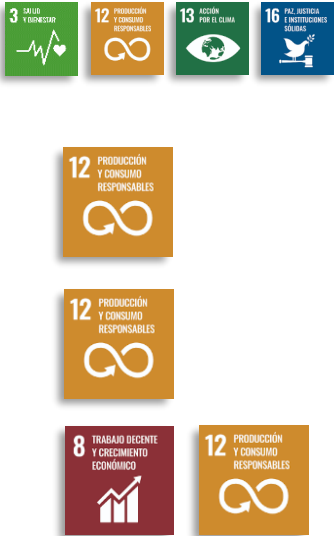 3 SALUD
Y BIENESTAR
12 PRODUCCIÓN
Y CONSUMO
RESPONSABLES
13 ACCIÓN
POR EL CLIMA
16 PAZ, JUSTICIA
E INSTITUCIONES
SÓLIDAS
12 PRODUCCIÓN
Y CONSUMO
RESPONSABLES
12 PRODUCCIÓN
Y CONSUMO
RESPONSABLES
8 TRABAJO DECENTE
Y CRECIMIENTO
ECONÓMICO
12 PRODUCCIÓN
Y CONSUMO
RESPONSABLES